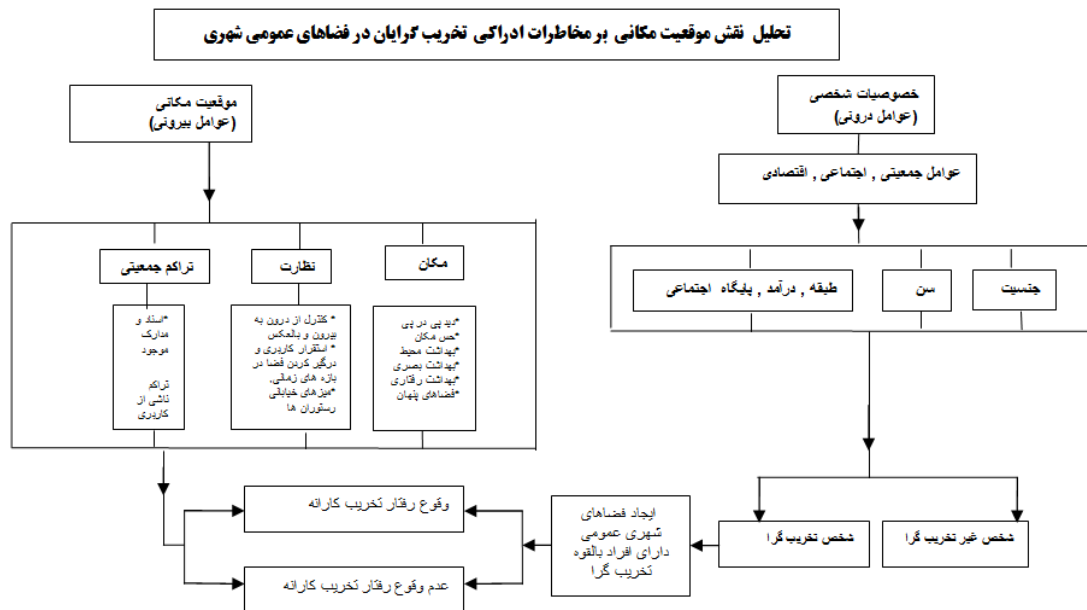 تحلیل نقش موقعیت مکانی بر مخاطرات ادراکی تخریب گرایان در فضاهای عمومی شهری
خصوصیات شخصی
(عوامل درونی)
عوامل جمعیتی , اجتماعی , اقتصادی
جنسیت
سن
طبقه , درآمد , پایگاه اجتماعی
موقعیت مکانی
(عوامل بیرونی)
مکان
نظارت
تراکم جمعیتی
*دید پی در پی
*حس مکان
*بهداشت محیط
*بهداشت بصری
*بهداشت رفتاری
*فضاهای پنهان
* کنترل از درون به
بیرون و بالعکس
* استقرار کاربری و
درگیر کردن فضا در
بازه های زمانی,
*میزهای خیابانی
رستوران ها
*اسناد و
مدارک
موجود
تراکم
ناشی از
کاربری
شخص غیر تخریب گرا
شخص تخریب گرا
ایجاد فضاهای
شهری عمومی
دارای افراد بالقوه
تخریب گرا
وقوع رفتار تخریب کارانه
عدم وقوع رفتار تخریب کارانه